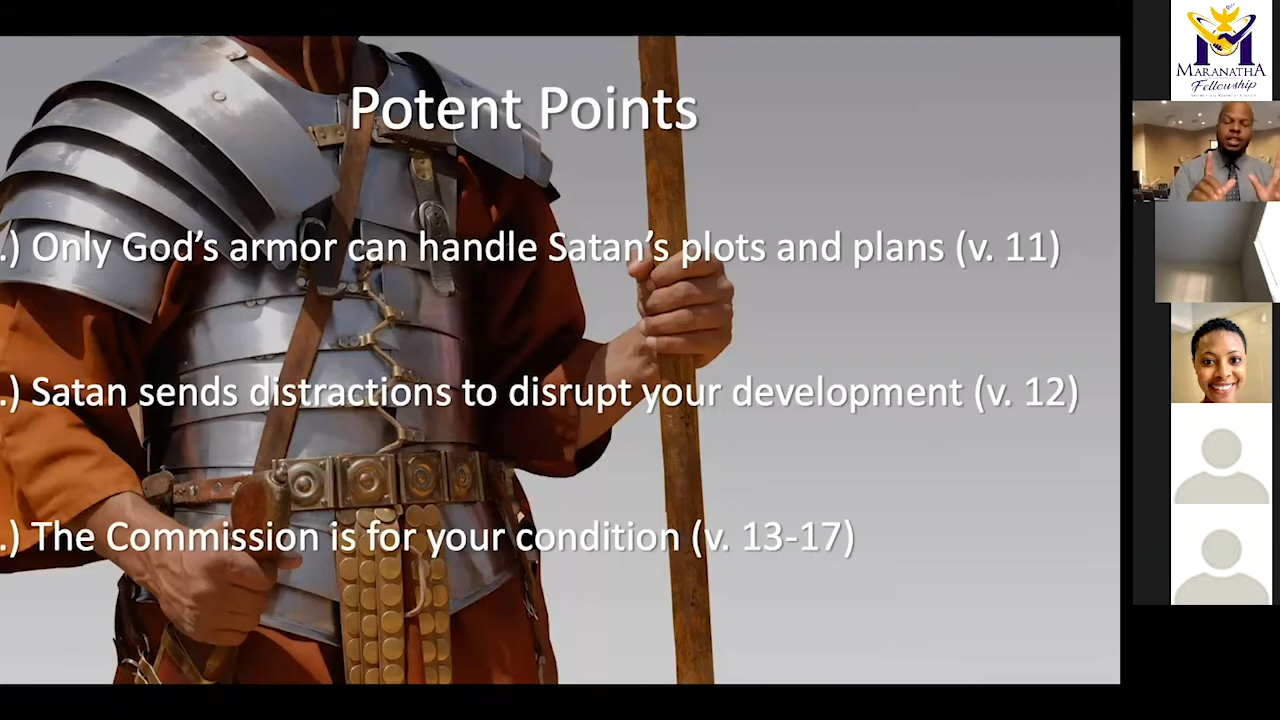 Potent Points
.) Only God’s armor can handle Satan’s plots and plans (v. 11)
.) Satan sends distractions to disrupt your development (v. 12)
.) The Commission is for your condition (v. 13-17)
MARANATHA
Fellowship